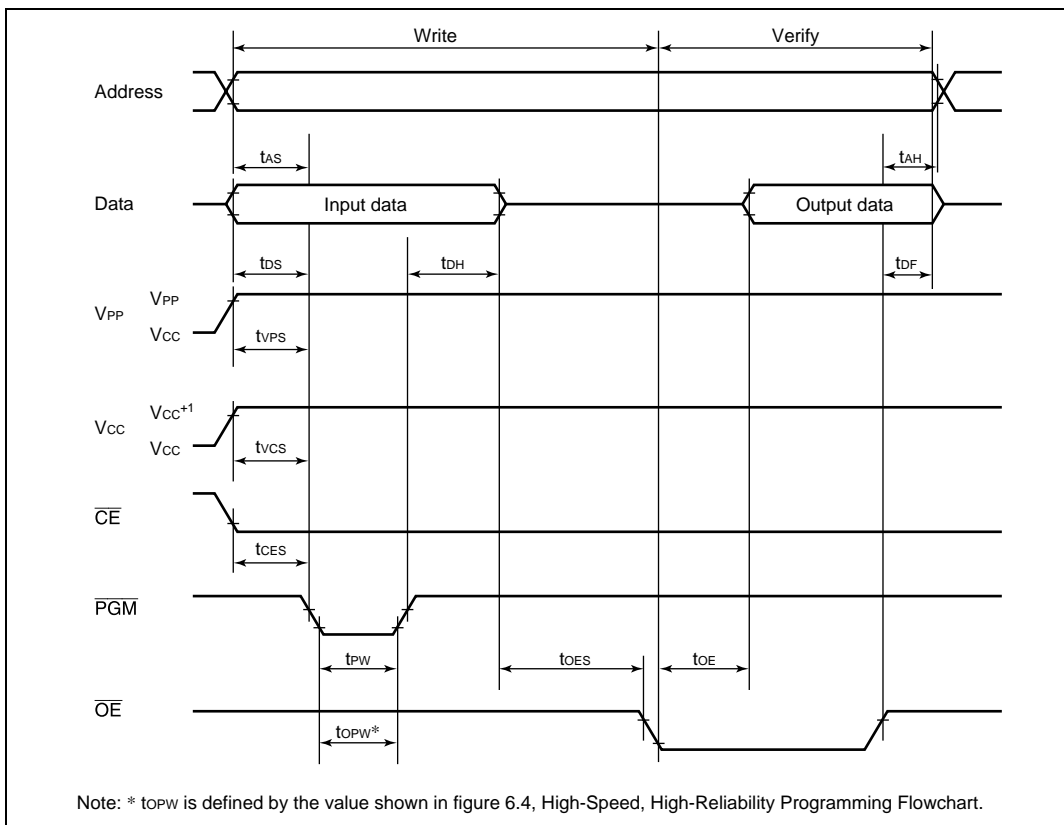 Write Verify
Address
tAS tAH
Data Input data Output data
tDS tDH tDF
VPP VPP
VCC
tVPS
VCC VCC+1
VCC
tVCS
CE
tCES
PGM
tPW tOES tOE
OE
tOPW*
Note: * tOPW is defined by the value shown in figure 6.4, High-Speed, High-Reliability Programming Flowchart.